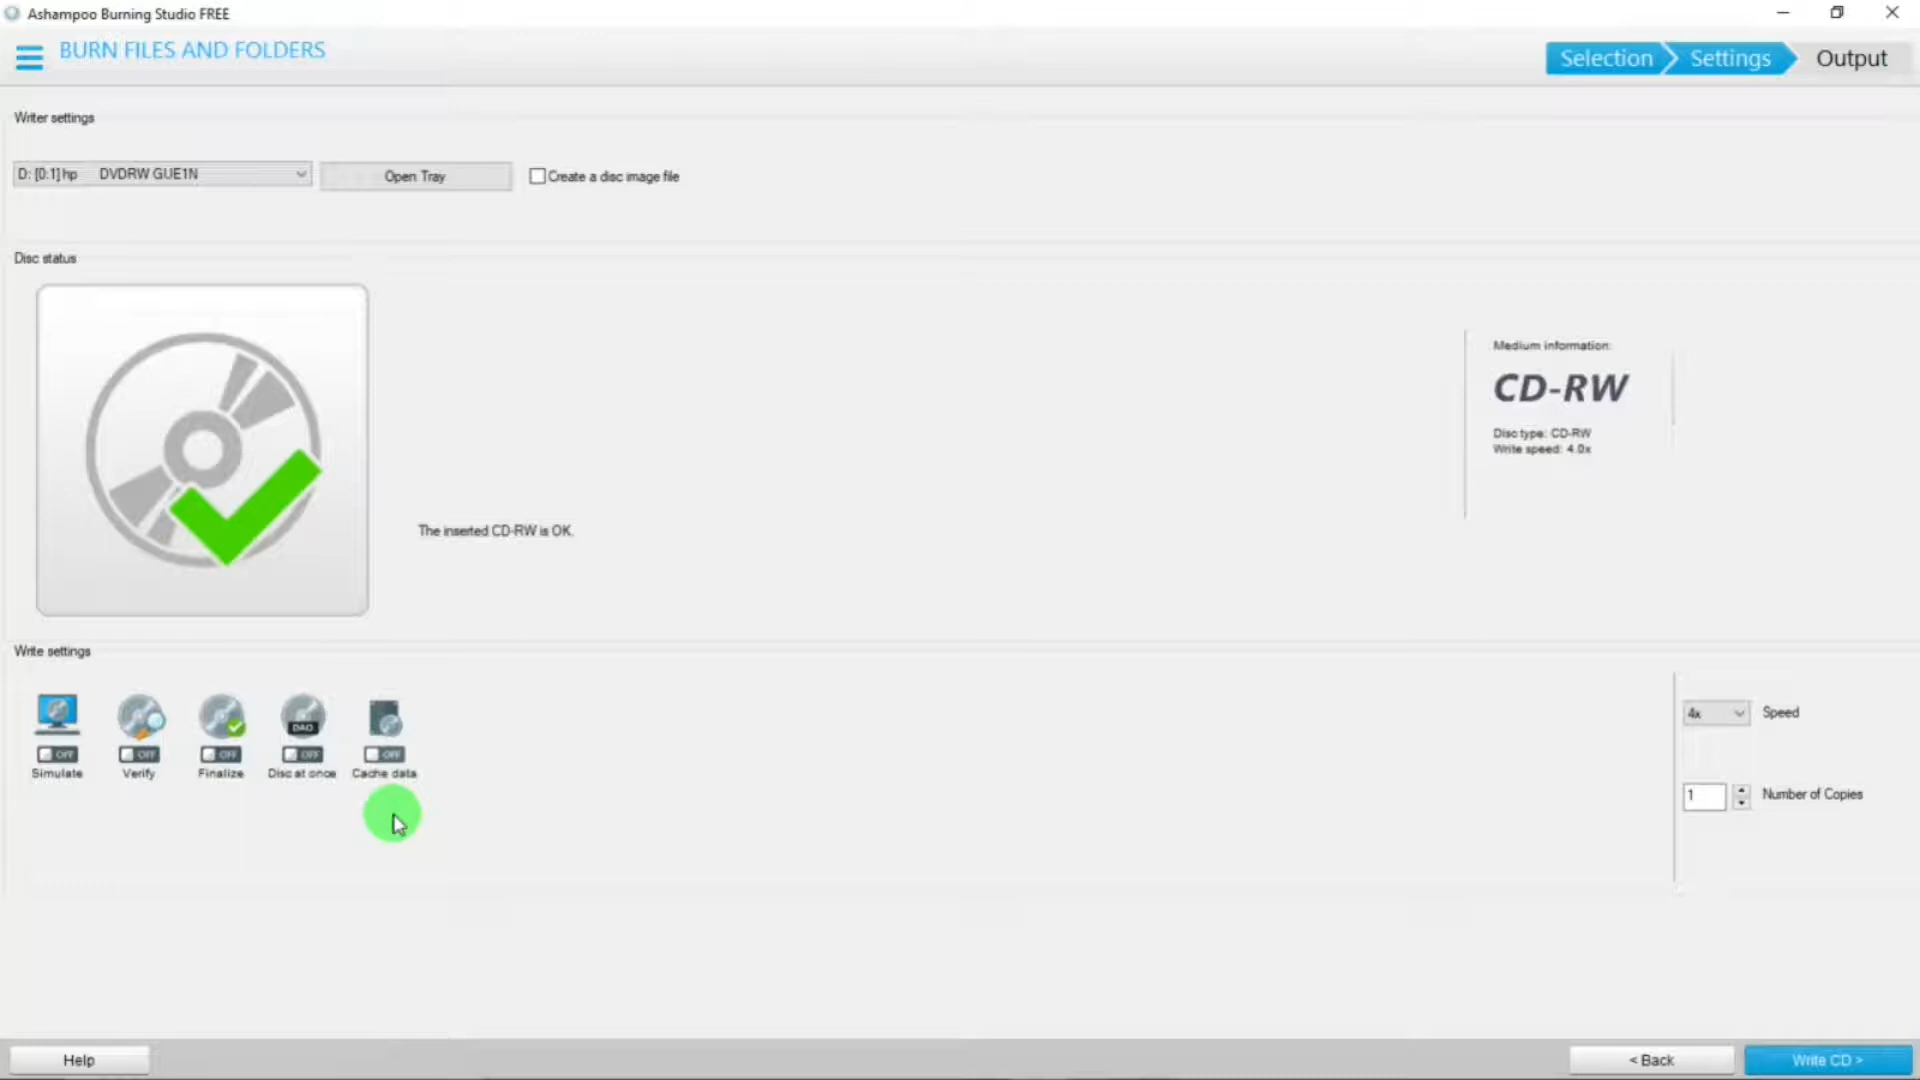 Ashampoo Burning Studio FREE
BURN FILES AND FOLDERS
Selection
Settings
Output
Writer settings
D: [0:1] hp DVDRW GUE1N
Open Tray
Create a disc image file
Disc status
Medium information:
CD-RW
Disc type: CD-RW
Write speed: 4.0x
The inserted CD-RW is OK.
Write settings
DAO
OFF OFF OFF OFF OFF
Simulate Verify Finalize Disc at once Cache data
4x Speed
1 Number of Copies
Help
< Back
Write CD >